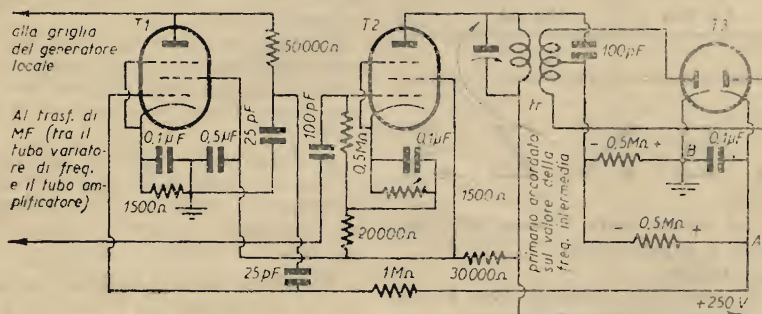 alla griglia
del generatore
locale
Al trasf. di
MF (tra il
tubo variato
re di freq.
e il tubo am-
plificatore)
T1
50000Ω
0,1µF
0,5µF
1500Ω
25 pF
25pF
100pF
T2
0,5MΩ
0,1µF
20000Ω
1MΩ
1500Ω
30000Ω
tr
primario accordato
sul valore della
freq. intermedia
100pF
T3
- 0,5MΩ +
B
0,1µF
- 0,5MΩ +
A
+250 V